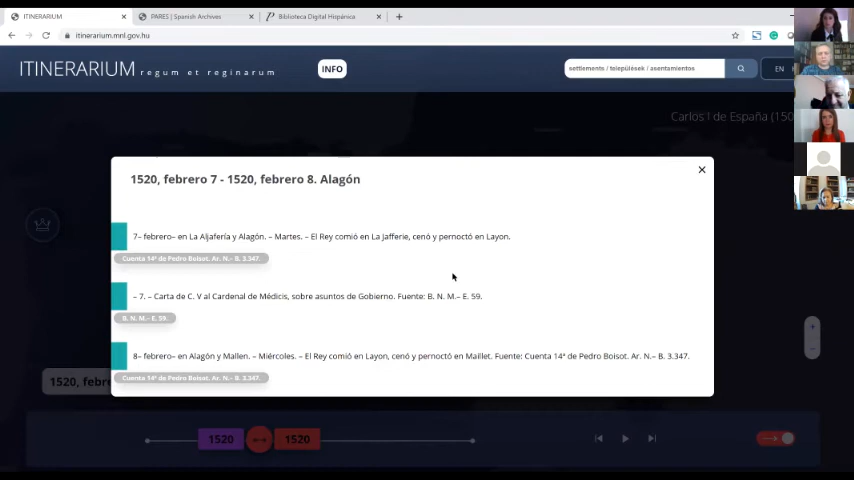 ITINERARIUM
PARES | Spanish Archives
Biblioteca Digital Hispánica
itinerarium.mnl.gov.hu
ITINERARIUM regum et reginarum
INFO
settlements / települések / asentamientos
EN
Carlos I de España (150
1520, febrero 7 - 1520, febrero 8. Alagón
7– febrero– en La Aljafería y Alagón. – Martes. – El Rey comió en La Jafferie, cenó y pernoctó en Layon.
Cuenta 14ª de Pedro Boisot. Ar. N.– B. 3.347.
– 7. – Carta de C. V al Cardenal de Médicis, sobre asuntos de Gobierno. Fuente: B. N. M.– E. 59.
B. N. M.– E. 59.
8– febrero– en Alagón y Mallen. – Miércoles. – El Rey comió en Layon, cenó y pernoctó en Maillet. Fuente: Cuenta 14ª de Pedro Boisot. Ar. N.– B. 3.347.
Cuenta 14ª de Pedro Boisot. Ar. N.– B. 3.347.
1520, febre
1520
1520